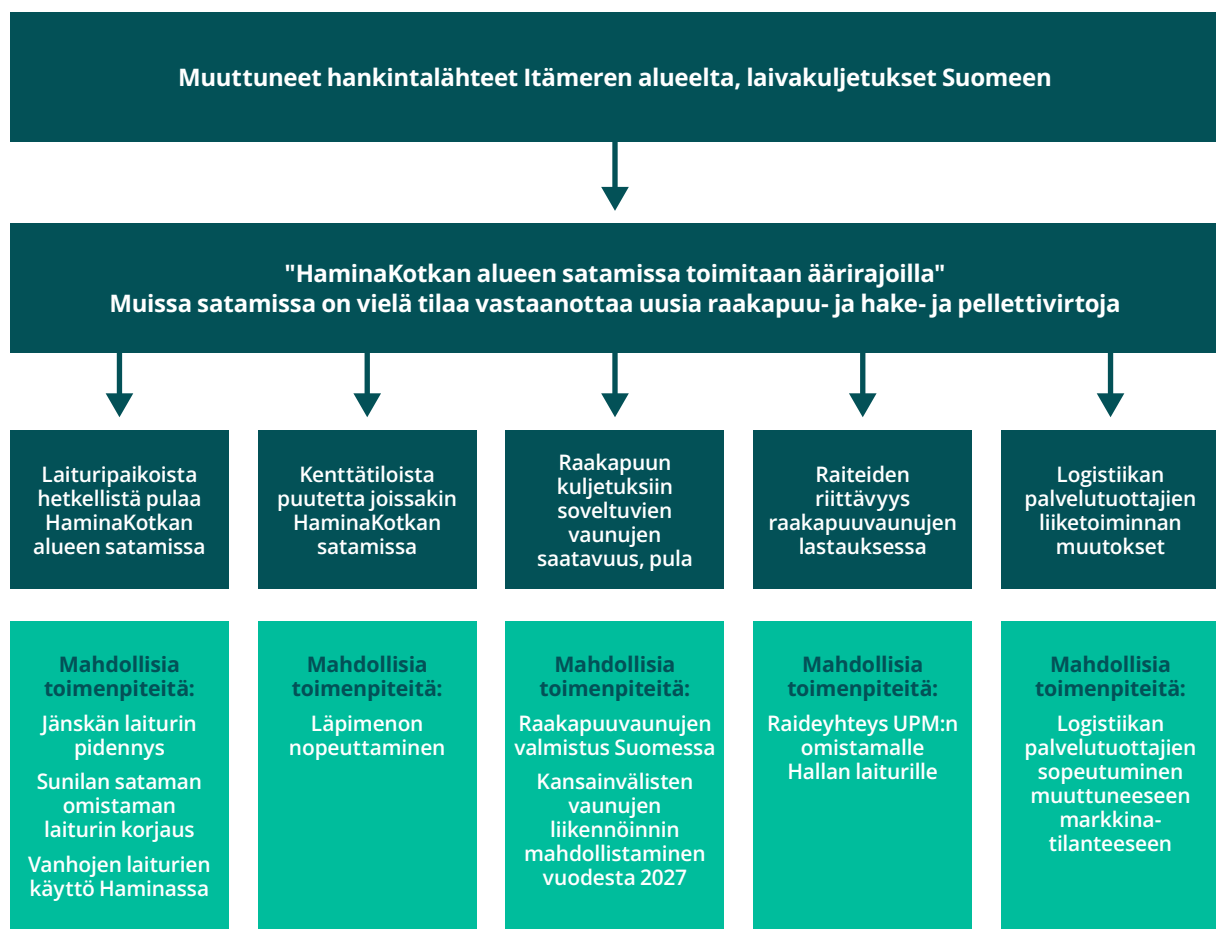 Muuttuneet hankintalähteet Itämeren alueelta, laivakuljetukset Suomeen
"HaminaKotkan alueen satamissa toimitaan äärirajoilla"
Muissa satamissa on vielä tilaa vastaanottaa uusia raakapuu- ja hake- ja pellettivirtoja
Laituripaikoista
hetkellistä pulaa
HaminaKotkan
alueen satamissa
Kenttätiloista
puutetta joissakin
HaminaKotkan
satamissa
Raakapuun
kuljetuksiin
soveltuvien
vaunujen
saatavuus, pula
Raiteiden
riittävyys
raakapuuvaunujen
lastauksessa
Logistiikan
palvelutuottajien
liiketoiminnan
muutokset
Mahdollisia
toimenpiteitä:
Jänskän laiturin
pidennys
Sunilan sataman
omistaman
laiturin korjaus
Vanhojen laiturien
käyttö Haminassa
Mahdollisia
toimenpiteitä:
Läpimenon
nopeuttaminen
Mahdollisia
toimenpiteitä:
Raakapuuvaunujen
valmistus Suomessa
Kansainvälisten
vaunujen
liikennöinnin
mahdollistaminen
vuodesta 2027
Mahdollisia
toimenpiteitä:
Raideyhteys UPM:n
omistamalle
Hallan laiturille
Mahdollisia
toimenpiteitä:
Logistiikan
palvelutuottajien
sopeutuminen
muuttuneeseen
markkina-
tilanteeseen